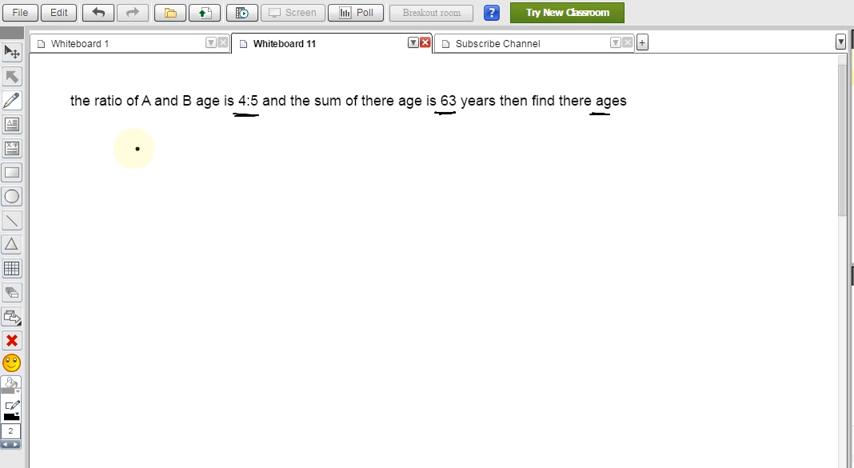 File Edit Screen Poll Breakout room ? Try New Classroom
Whiteboard 1 Whiteboard 11 Subscribe Channel +
the ratio of A and B age is 4:5 and the sum of there age is 63 years then find there ages
2